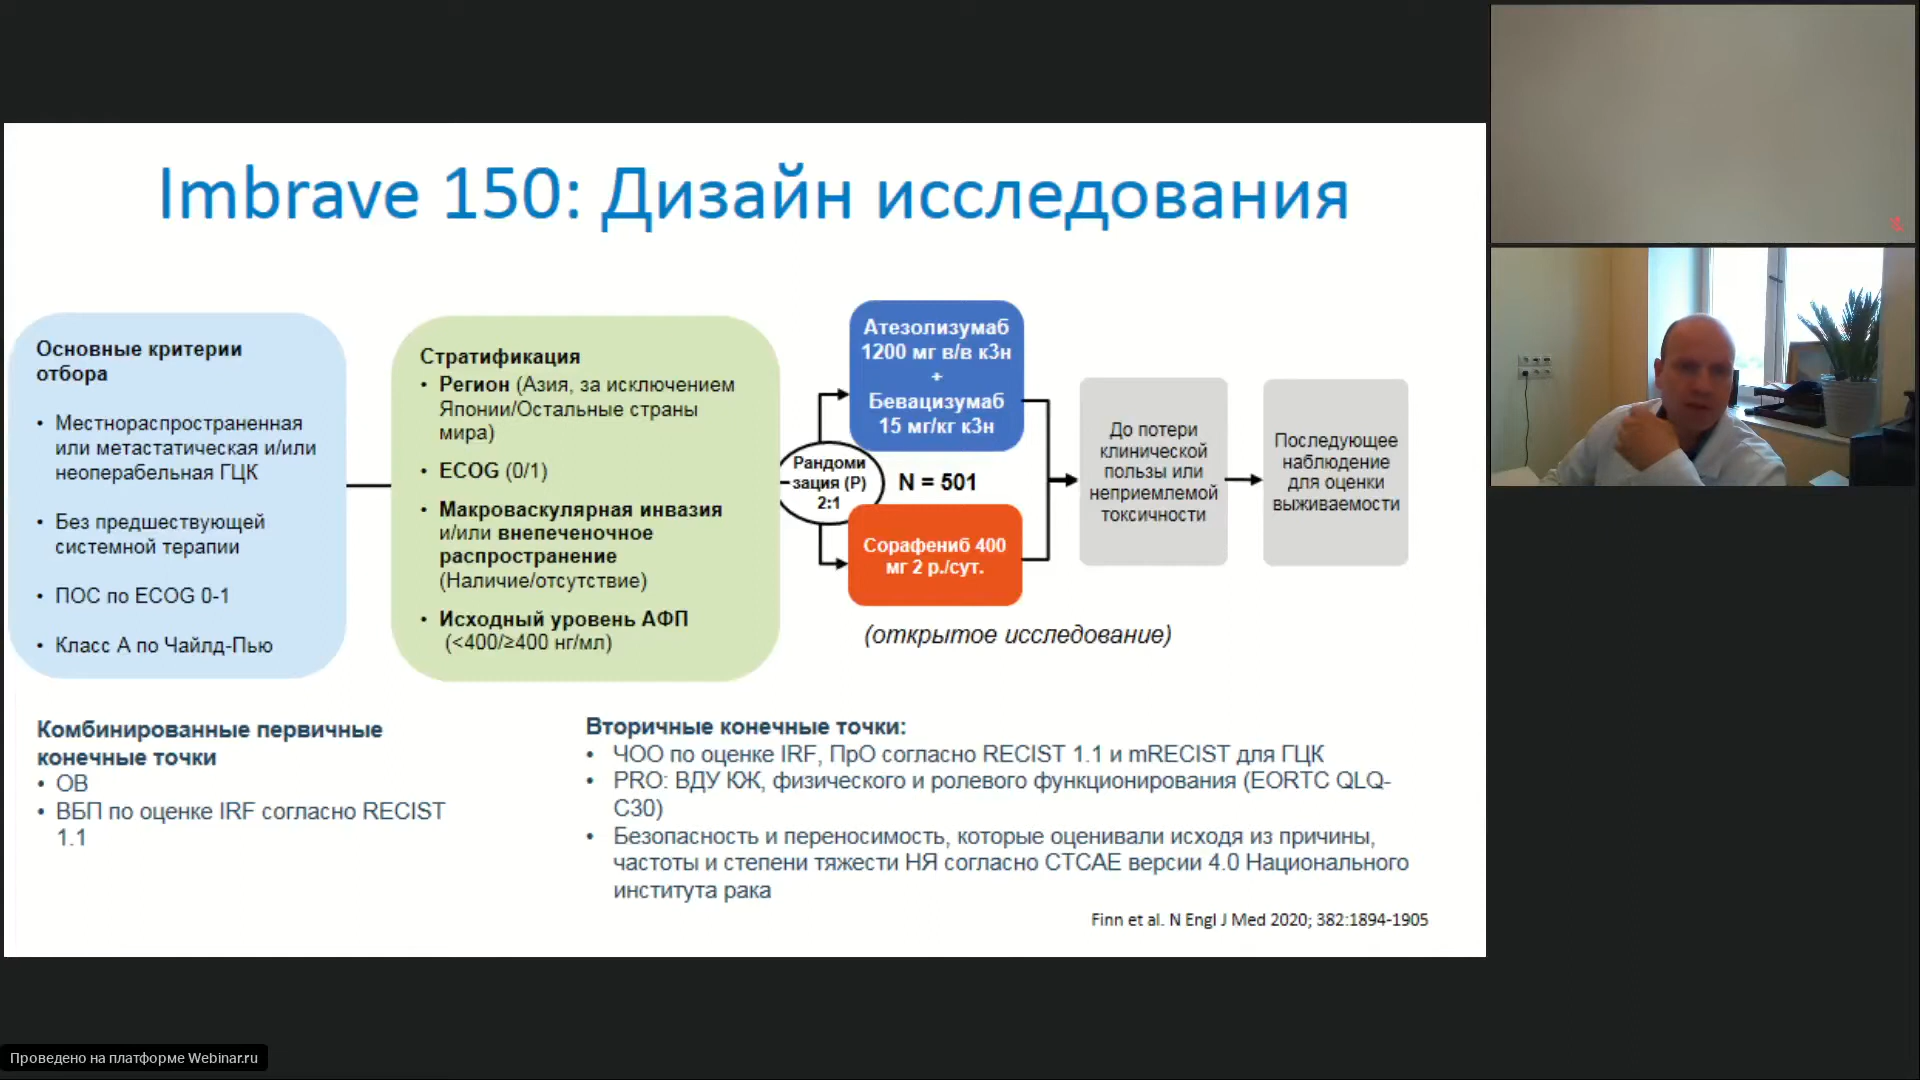 Imbrave 150: Дизайн исследования
Основные критерии
отбора
• Местнораспространенная
или метастатическая и/или
неоперабельная ГЦК
• Без предшествующей
системной терапии
• ПОС по ECOG 0-1
• Класс А по Чайлд-Пью
Стратификация
• Регион (Азия, за исключением
Японии/Остальные страны
мира)
• ECOG (0/1)
• Макроваскулярная инвазия
и/или внепеченочное
распространение
(Наличие/отсутствие)
• Исходный уровень АФП
(<400/≥400 нг/мл)
Рандоми
зация (Р)
2:1
Атезолизумаб
1200 мг в/в к3н
+
Бевацизумаб
15 мг/кг к3н
N = 501
Сорафениб 400
мг 2 р./сут.
(открытое исследование)
До потери
клинической
пользы или
неприемлемой
токсичности
Последующее
наблюдение
для оценки
выживаемости
Комбинированные первичные
конечные точки
• ОВ
• ВБП по оценке IRF согласно RECIST
1.1
Вторичные конечные точки:
• ЧОО по оценке IRF, ПрО согласно RECIST 1.1 и mRECIST для ГЦК
• PRO: ВДУ КЖ, физического и ролевого функционирования (EORTC QLQ-
C30)
• Безопасность и переносимость, которые оценивали исходя из причины,
частоты и степени тяжести НЯ согласно CTCAE версии 4.0 Национального
института рака
Finn et al. N Engl J Med 2020; 382:1894-1905
Проведено на платформе Webinar.ru